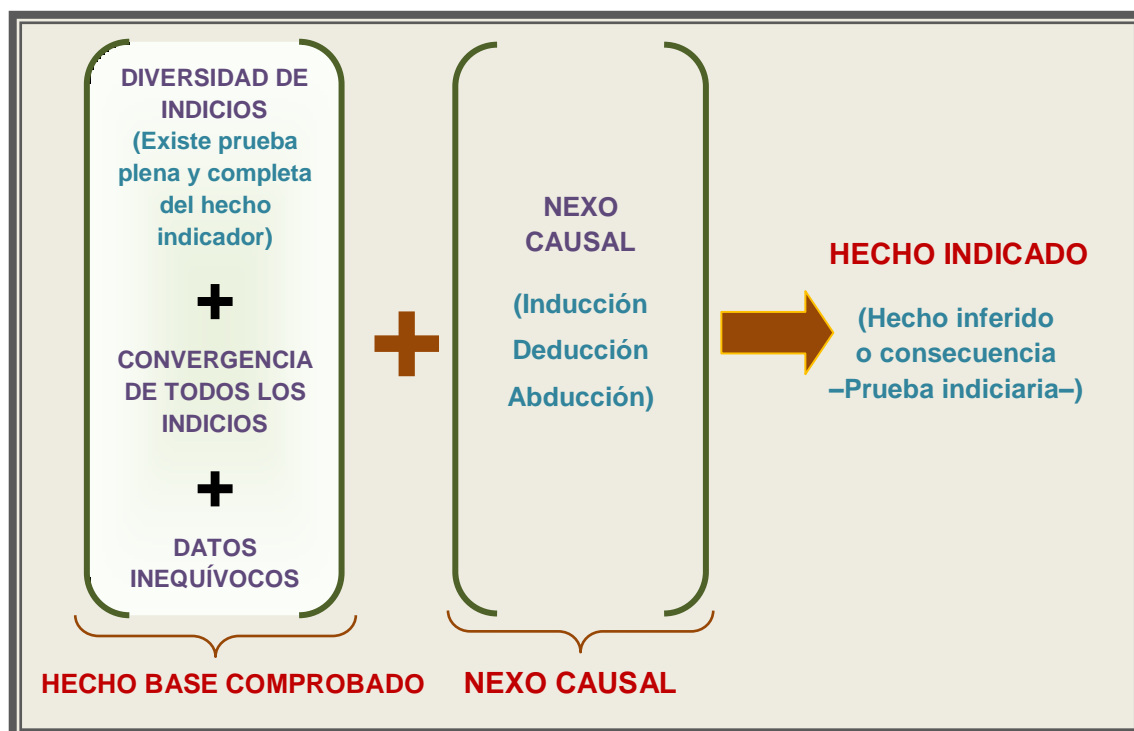 DIVERSIDAD DE
INDICIOS
(Existe prueba
plena y completa
del hecho
indicador)
+
CONVERGENCIA
DE TODOS LOS
INDICIOS
+
DATOS
INEQUÍVOCOS
HECHO BASE COMPROBADO
+
NEXO
CAUSAL
(Inducción
Deducción
Abducción)
NEXO CAUSAL
HECHO INDICADO
(Hecho inferido
o consecuencia
–Prueba indiciaria–)